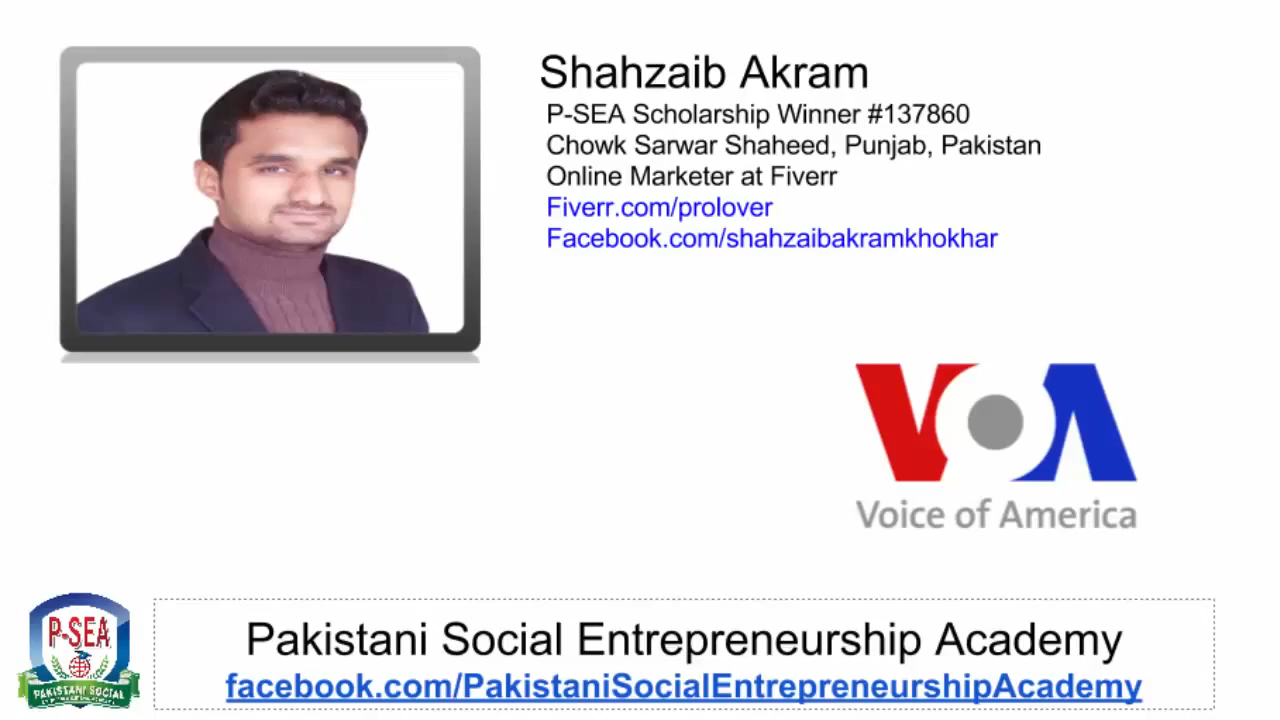 Shahzaib Akram
P-SEA Scholarship Winner #137860
Chowk Sarwar Shaheed, Punjab, Pakistan
Online Marketer at Fiverr
Fiverr.com/prolover
Facebook.com/shahzaibakramkhokhar
VOA
Voice of America
P-SEA
PAKISTANI SOCIAL
Pakistani Social Entrepreneurship Academy
facebook.com/PakistaniSocialEntrepreneurshipAcademy